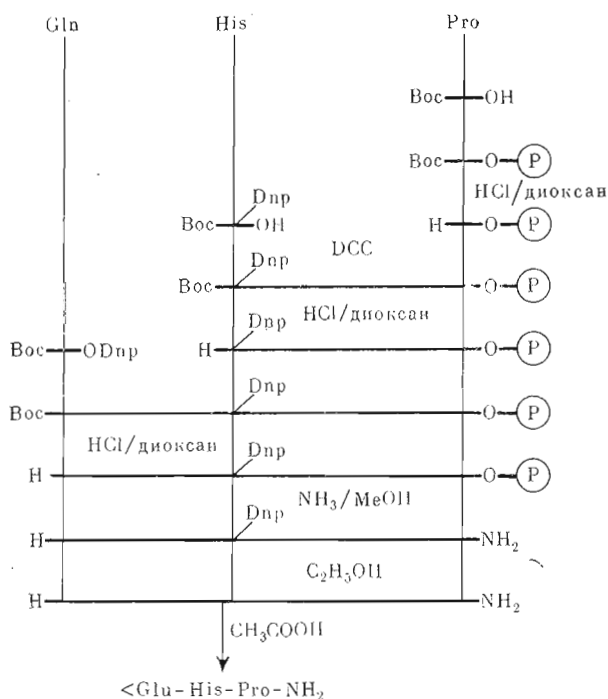 Gln His Pro
Boc OH
Boc O P
HCl/диоксан
Dnp
Boc OH H O P
DCC
Dnp
Boc O P
HCl/диоксан
Dnp
Boc ODnp H O P
Dnp
Boc O P
HCl/диоксан
Dnp
H O P
NH₃/MeOH
Dnp
H NH₂
C₂H₅OH
H NH₂
CH₃COOH
<Glu-His-Pro-NH₂